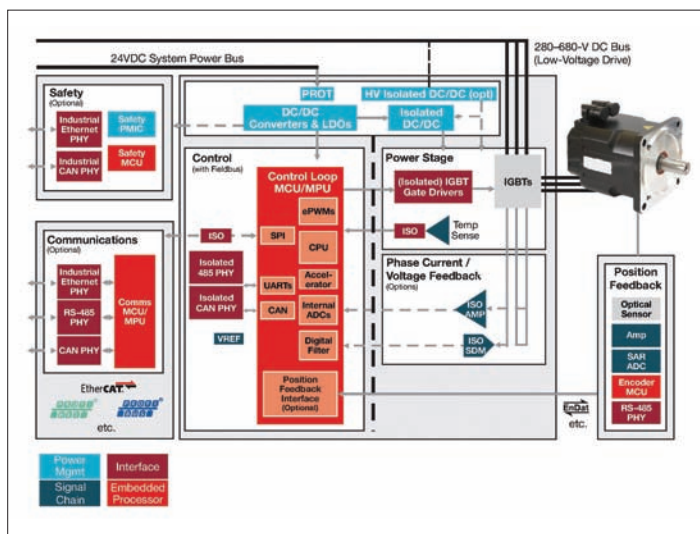 280–680-V DC Bus
(Low-Voltage Drive)
24VDC System Power Bus
Safety
(Optional)
Industrial
Ethernet
PHY
Safety
PMIC
Industrial
CAN PHY
Safety
MCU
PROT
HV Isolated DC/DC (opt)
DC/DC
Converters & LDOs
Isolated
DC/DC
Control
(with Fieldbus)
Control Loop
MCU/MPU
ePWMs
ISO
SPI
CPU
Isolated
485 PHY
UARTs
Accel-
erator
Isolated
CAN PHY
CAN
Internal
ADCs
VREF
Digital
Filter
Position
Feedback
Interface
(Optional)
Power Stage
(Isolated) IGBT
Gate Drivers
IGBTs
ISO
Temp
Sense
Phase Current /
Voltage Feedback
(Options)
ISO
AMP
ISO
SDM
Communications
(Optional)
Industrial
Ethernet
PHY
RS-485
PHY
CAN PHY
Comms
MCU/
MPU
EtherCAT
etc.
Position
Feedback
Optical
Sensor
Amp
SAR
ADC
Encoder
MCU
RS-485
PHY
EnDat
etc.
Power
Mgmt
Interface
Signal
Chain
Embedded
Processor